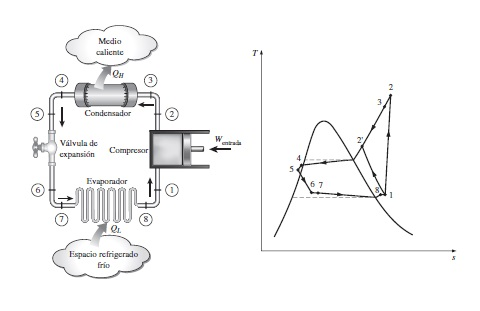 Medio
caliente
Q_H
4
3
Condensador
5
2
Válvula de
expansión
Compresor
W entrada
Evaporador
6
1
7
8
Q_L
Espacio refrigerado
frío
T
2
3
2'
4
5
6 7
8
1
s